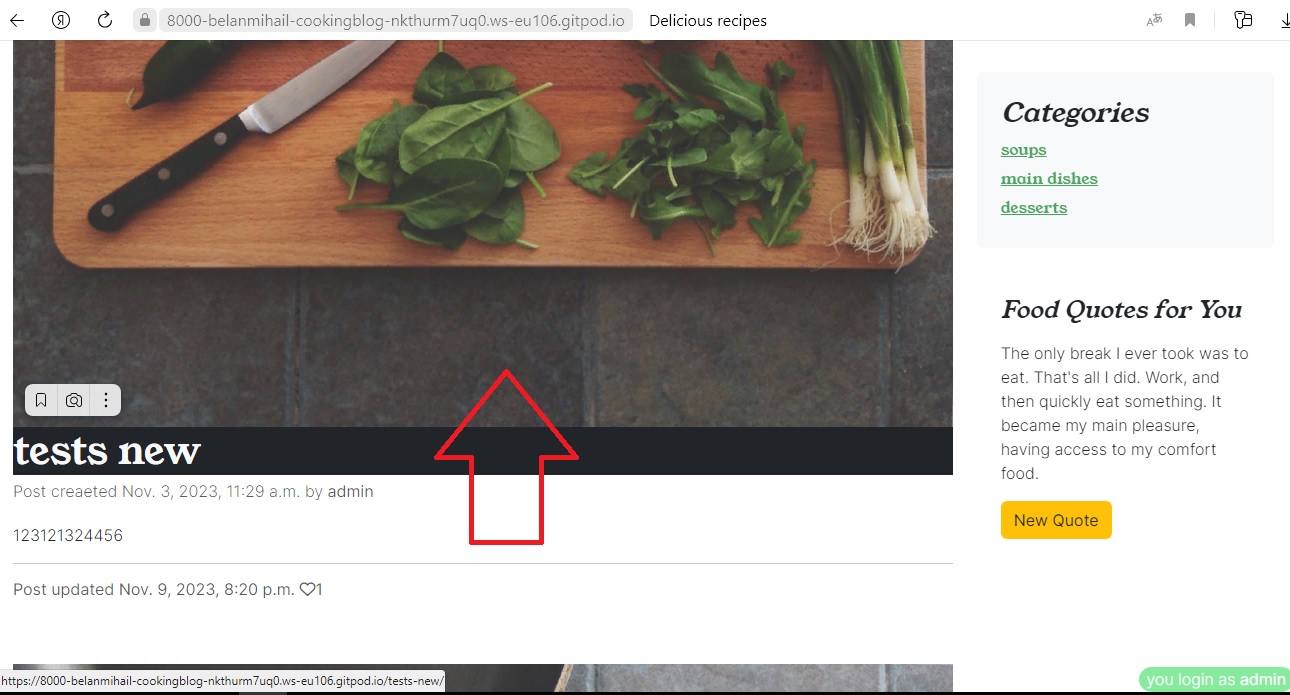 8000-belanmihail-cookingblog-nkthurm7uq0.ws-eu106.gitpod.io Delicious recipes
Categories
soups
main dishes
desserts
Food Quotes for You
The only break I ever took was to
eat. That's all I did. Work, and
then quickly eat something. It
became my main pleasure,
having access to my comfort
food.
New Quote
tests new
Post creaeted Nov. 3, 2023, 11:29 a.m. by admin
123121324456
Post updated Nov. 9, 2023, 8:20 p.m. 1
https://8000-belanmihail-cookingblog-nkthurm7uq0.ws-eu106.gitpod.io/tests-new/
you login as admin